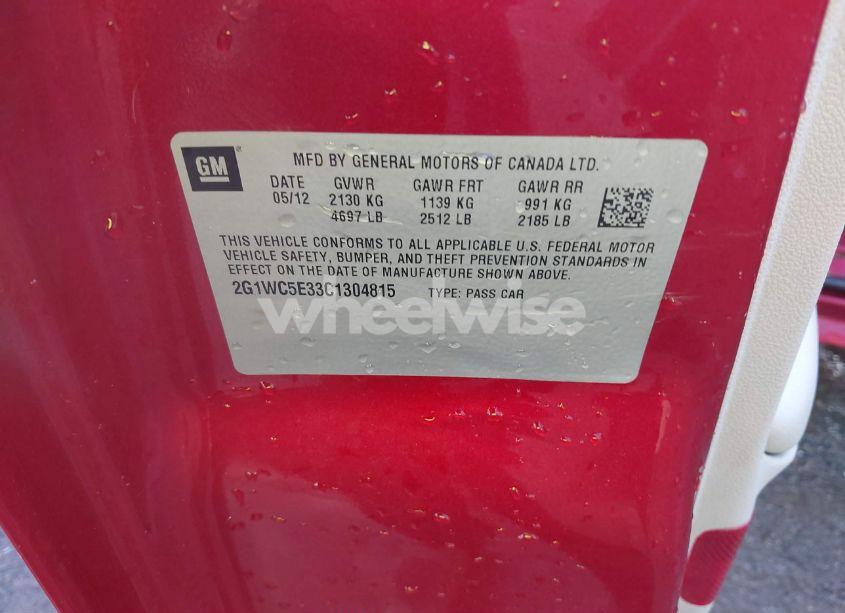 GM
MFD BY GENERAL MOTORS OF CANADA LTD.
DATE GVWR GAWR FRT GAWR RR
05/12 2130 KG 1139 KG 991 KG
4697 LB 2512 LB 2185 LB
THIS VEHICLE CONFORMS TO ALL APPLICABLE U.S. FEDERAL MOTOR
VEHICLE SAFETY, BUMPER, AND THEFT PREVENTION STANDARDS IN
EFFECT ON THE DATE OF MANUFACTURE SHOWN ABOVE.
2G1WC5E33C1304815 TYPE: PASS CAR
wheelwise